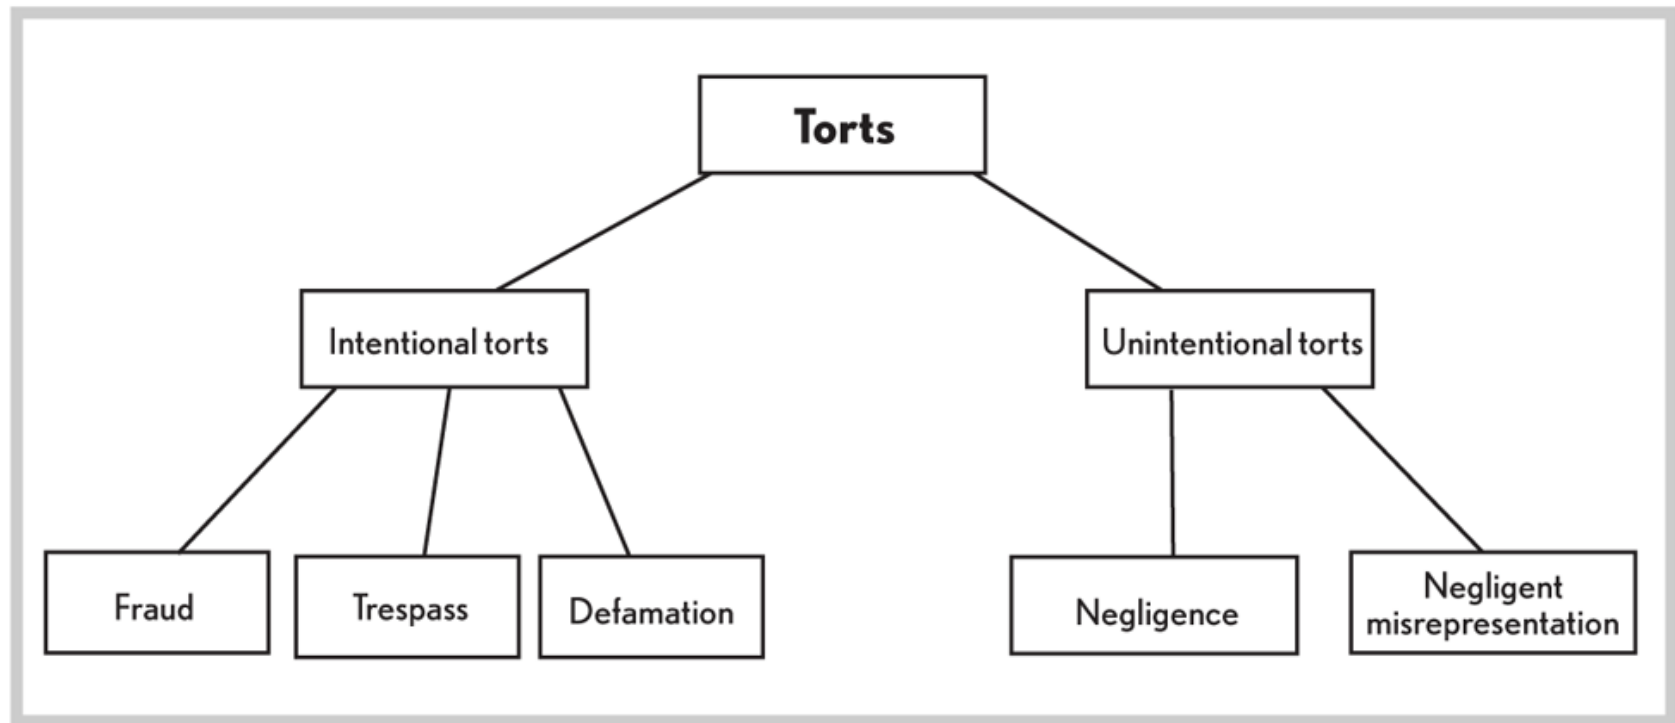 Torts
Intentional torts
Unintentional torts
Fraud
Trespass
Defamation
Negligence
Negligent
misrepresentation